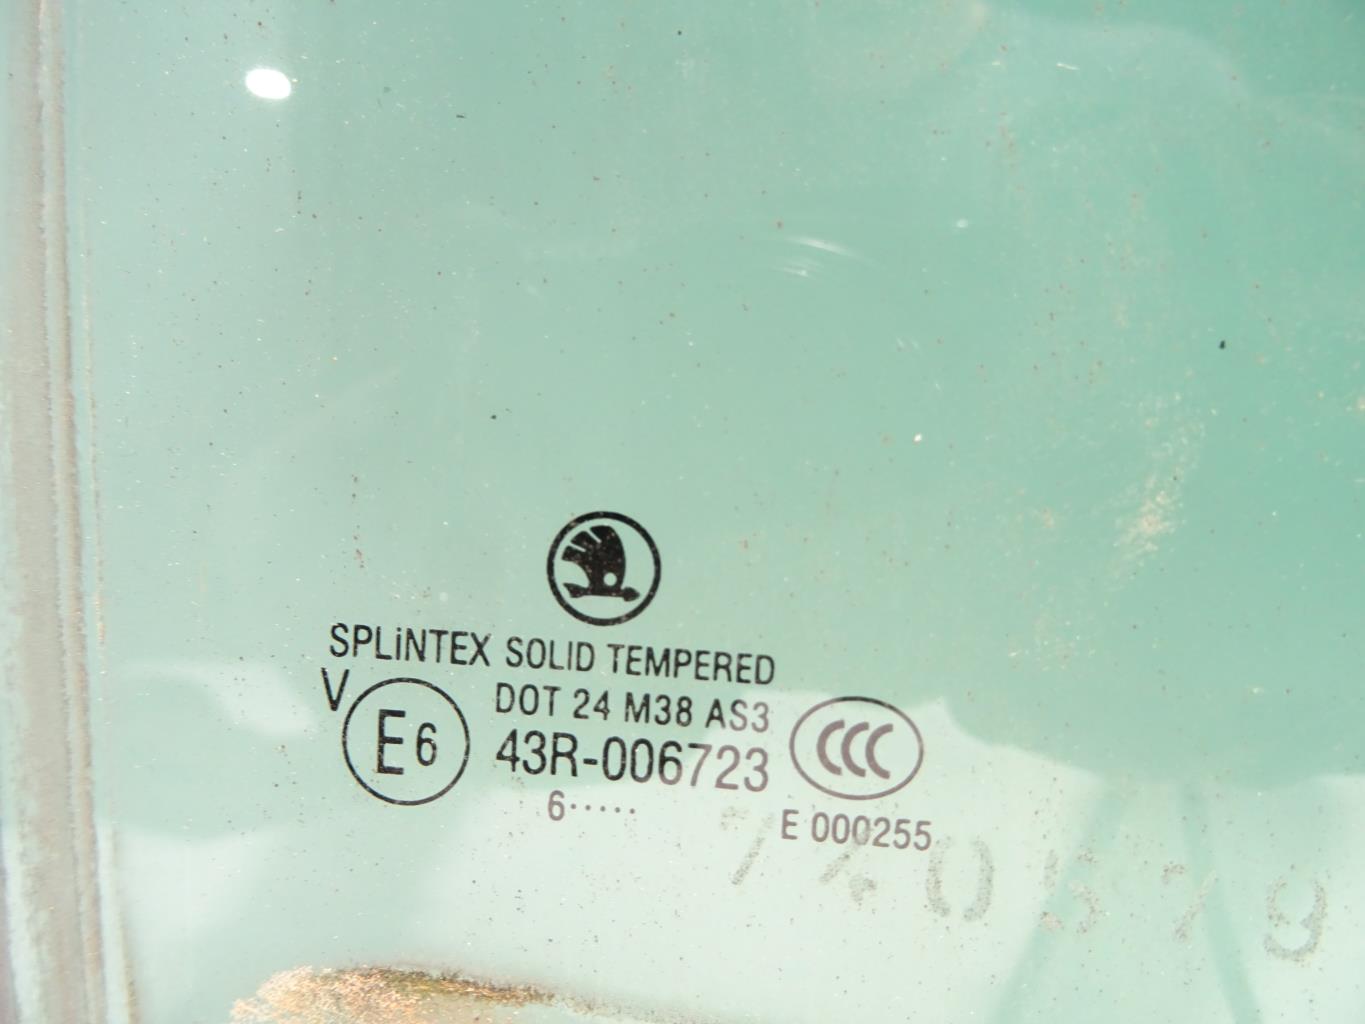 SPLiNTEX SOLID TEMPERED
V
E6
DOT 24 M38 AS3
43R-006723
CCC
6·····
E 000255